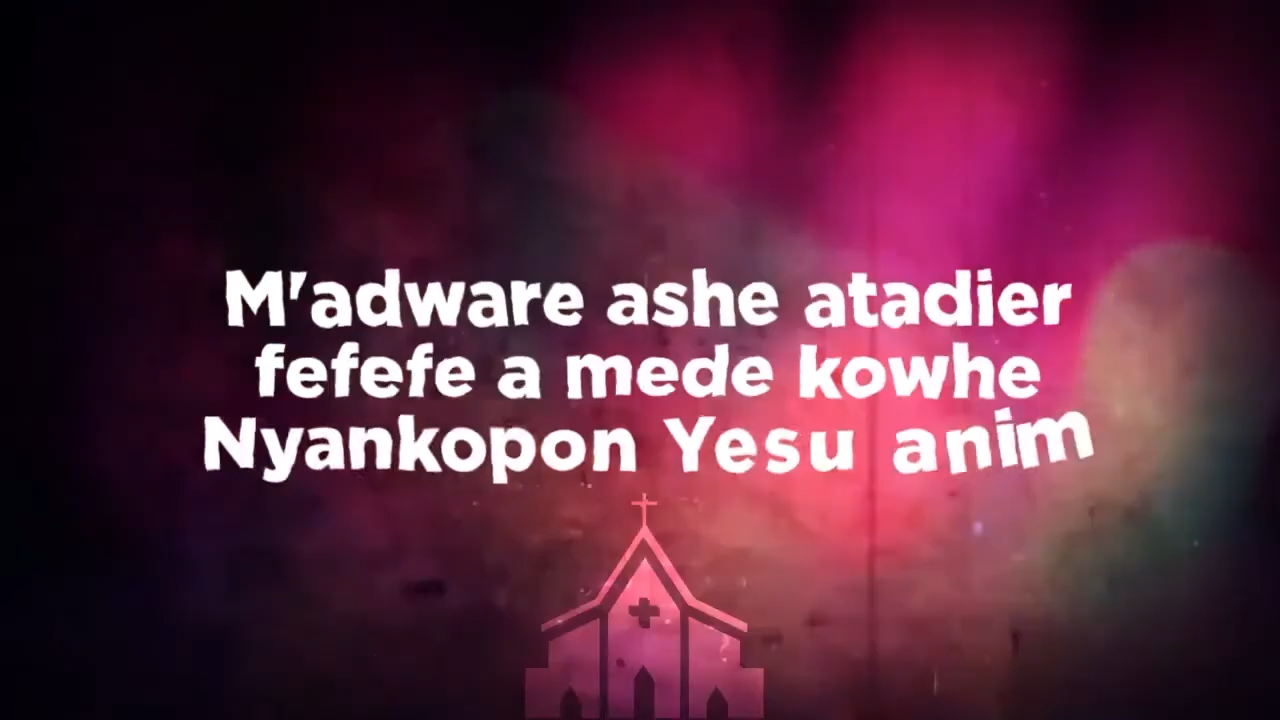 M'adware ashe atadier
fefefe a mede kowhe
Nyankopon Yesu anim